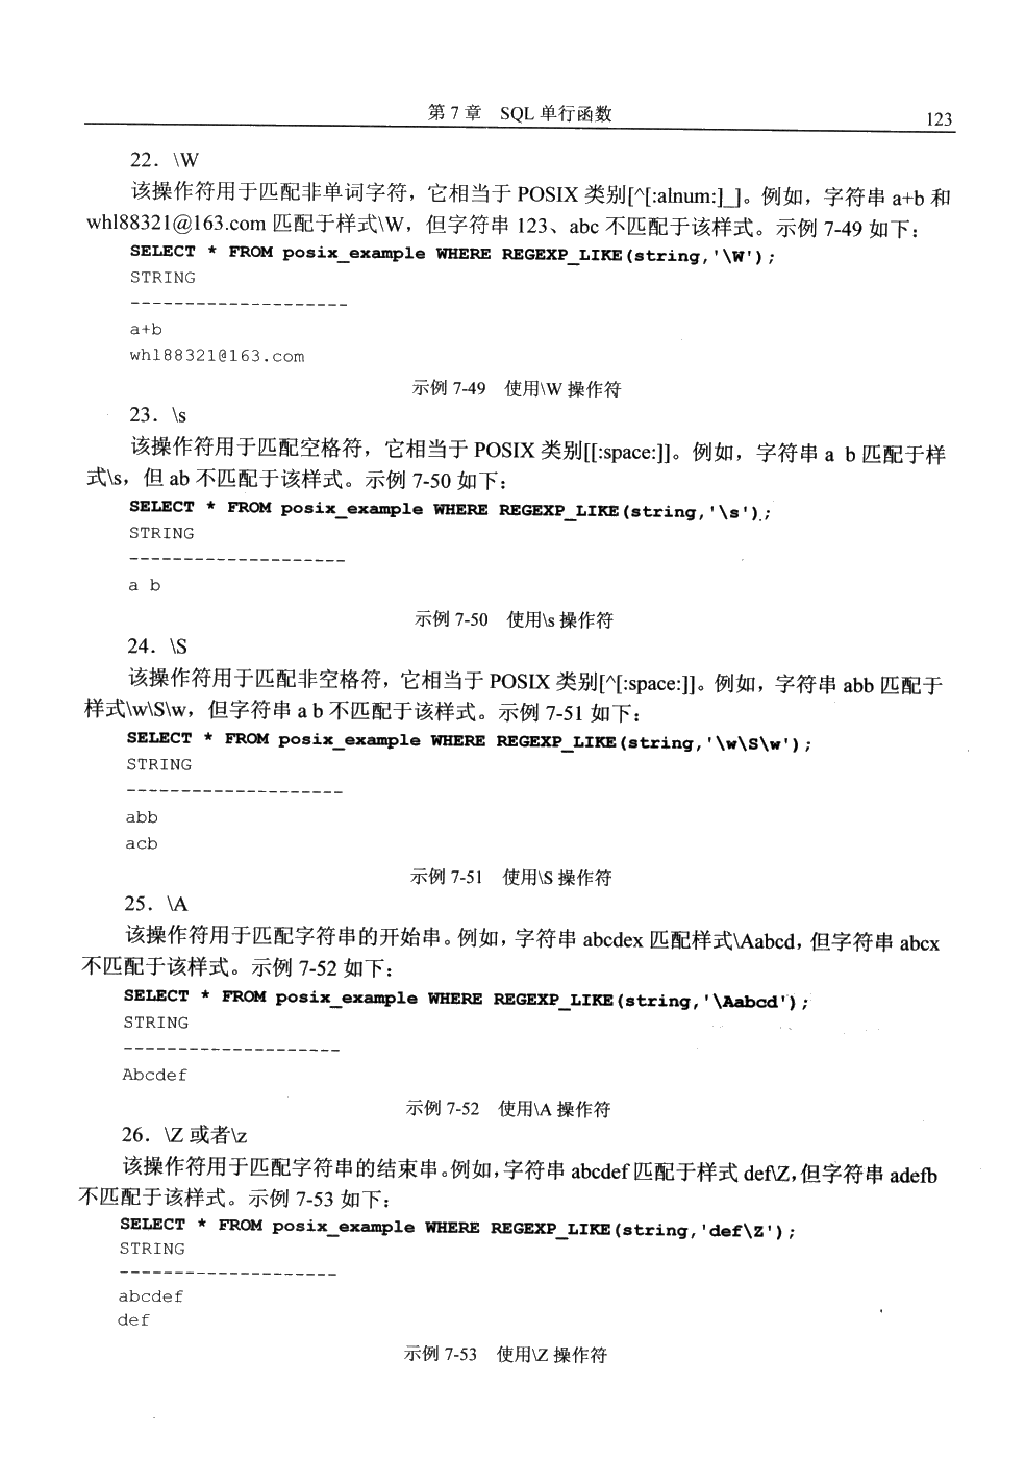 第 7 章 SQL 单行函数 123
22．\W
该操作符用于匹配非单词字符，它相当于 POSIX 类别[^[:alnum:]_]。例如，字符串 a+b 和
whl88321@163.com 匹配于样式\W，但字符串 123、abc 不匹配于该样式。示例 7-49 如下：
SELECT * FROM posix_example WHERE REGEXP_LIKE(string,'\W');
STRING
--------------------
a+b
whl88321@163.com
示例 7-49 使用\W 操作符
23．\s
该操作符用于匹配空格符，它相当于 POSIX 类别[[:space:]]。例如，字符串 a b 匹配于样
式\s，但 ab 不匹配于该样式。示例 7-50 如下：
SELECT * FROM posix_example WHERE REGEXP_LIKE(string,'\s');
STRING
--------------------
a b
示例 7-50 使用\s 操作符
24．\S
该操作符用于匹配非空格符，它相当于 POSIX 类别[^[:space:]]。例如，字符串 abb 匹配于
样式\w\S\w，但字符串 a b 不匹配于该样式。示例 7-51 如下：
SELECT * FROM posix_example WHERE REGEXP_LIKE(string,'\w\S\w');
STRING
--------------------
abb
acb
示例 7-51 使用\S 操作符
25．\A
该操作符用于匹配字符串的开始串。例如，字符串 abcdex 匹配样式\Aabcd，但字符串 abcx
不匹配于该样式。示例 7-52 如下：
SELECT * FROM posix_example WHERE REGEXP_LIKE(string,'\Aabcd');
STRING
--------------------
Abcdef
示例 7-52 使用\A 操作符
26．\Z 或者\z
该操作符用于匹配字符串的结束串。例如，字符串 abcdef 匹配于样式 def\Z，但字符串 adefb
不匹配于该样式。示例 7-53 如下：
SELECT * FROM posix_example WHERE REGEXP_LIKE(string,'def\Z');
STRING
--------------------
abcdef
def
示例 7-53 使用\Z 操作符